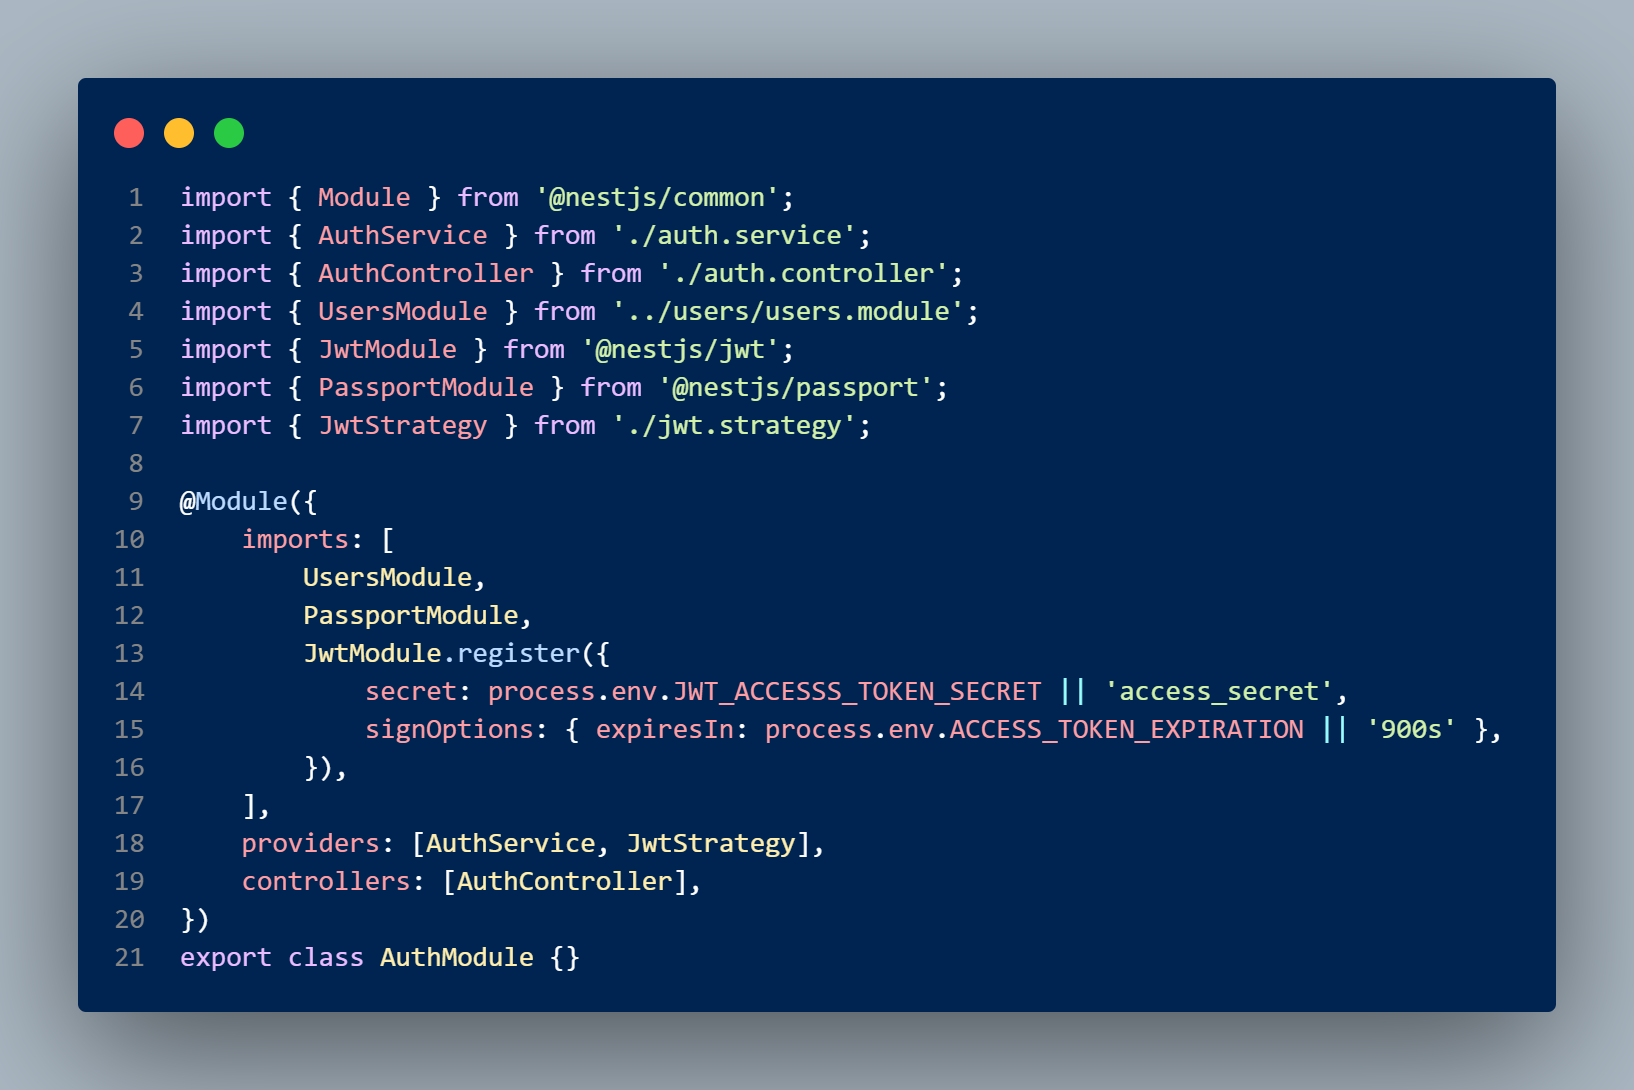 1 import { Module } from '@nestjs/common';
2 import { AuthService } from './auth.service';
3 import { AuthController } from './auth.controller';
4 import { UsersModule } from '../users/users.module';
5 import { JwtModule } from '@nestjs/jwt';
6 import { PassportModule } from '@nestjs/passport';
7 import { JwtStrategy } from './jwt.strategy';
8
9 @Module({
10     imports: [
11         UsersModule,
12         PassportModule,
13         JwtModule.register({
14             secret: process.env.JWT_ACCESSS_TOKEN_SECRET || 'access_secret',
15             signOptions: { expiresIn: process.env.ACCESS_TOKEN_EXPIRATION || '900s' },
16         }),
17     ],
18     providers: [AuthService, JwtStrategy],
19     controllers: [AuthController],
20 })
21 export class AuthModule {}